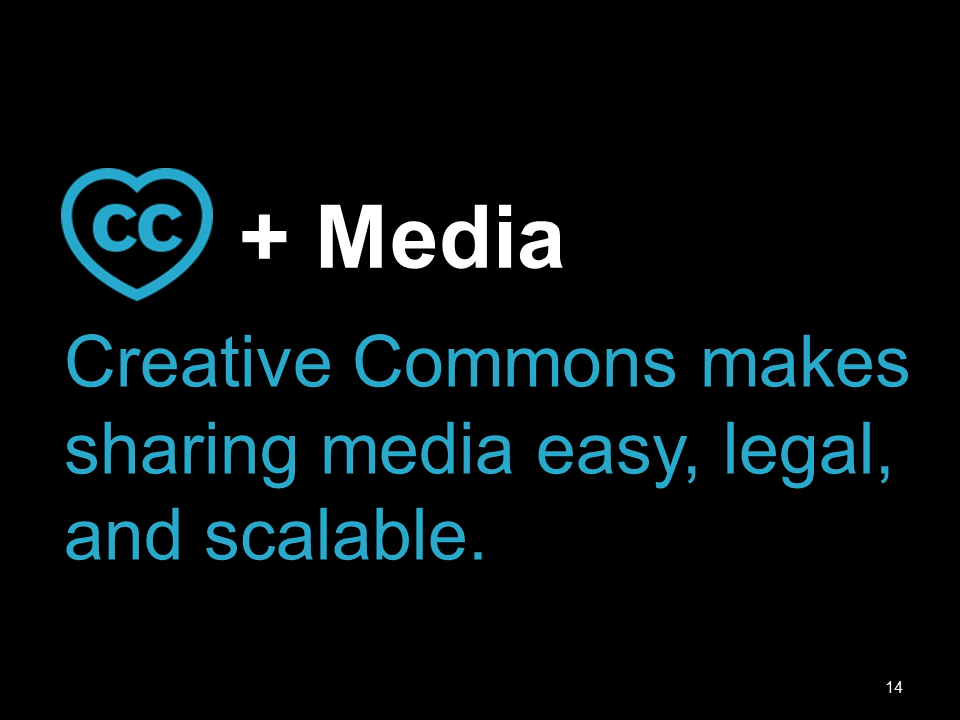 CC + Media
Creative Commons makes
sharing media easy, legal,
and scalable.
14